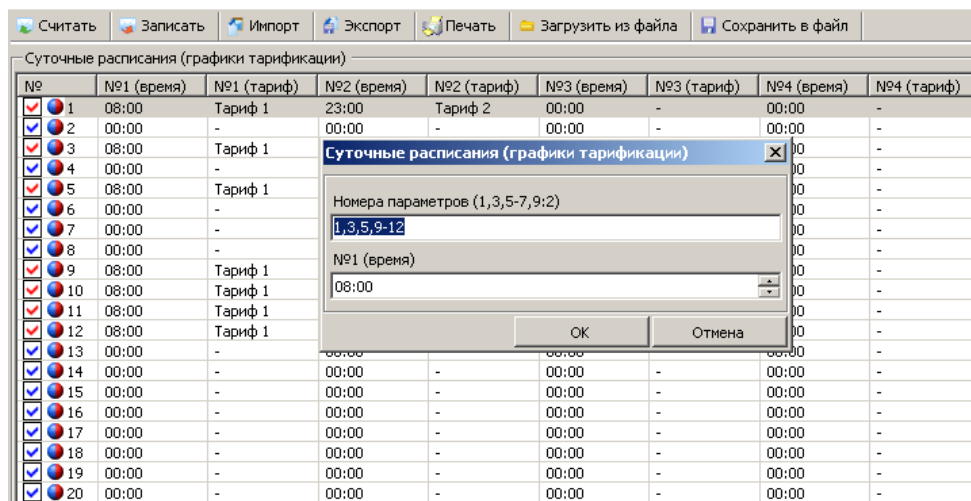 Считать Записать Импорт Экспорт Печать Загрузить из файла Сохранить в файл
Суточные расписания (графики тарификации)
№ №1 (время) №1 (тариф) №2 (время) №2 (тариф) №3 (время) №3 (тариф) №4 (время) №4 (тариф)
1 08:00 Тариф 1 23:00 Тариф 2 00:00 - 00:00 -
2 00:00 - 00:00 - 00:00 - 00:00 -
3 08:00 Тариф 1 -
4 00:00 - -
5 08:00 Тариф 1 -
6 00:00 - -
7 00:00 - -
8 00:00 - -
9 08:00 Тариф 1 -
10 08:00 Тариф 1 -
11 08:00 Тариф 1 -
12 08:00 Тариф 1 -
Суточные расписания (графики тарификации)
Номера параметров (1,3,5-7,9:2)
1,3,5,9-12
№1 (время)
08:00
OK Отмена
13 00:00 - 00:00 - 00:00 - 00:00 -
14 00:00 - 00:00 - 00:00 - 00:00 -
15 00:00 - 00:00 - 00:00 - 00:00 -
16 00:00 - 00:00 - 00:00 - 00:00 -
17 00:00 - 00:00 - 00:00 - 00:00 -
18 00:00 - 00:00 - 00:00 - 00:00 -
19 00:00 - 00:00 - 00:00 - 00:00 -
20 00:00 - 00:00 - 00:00 - 00:00 -